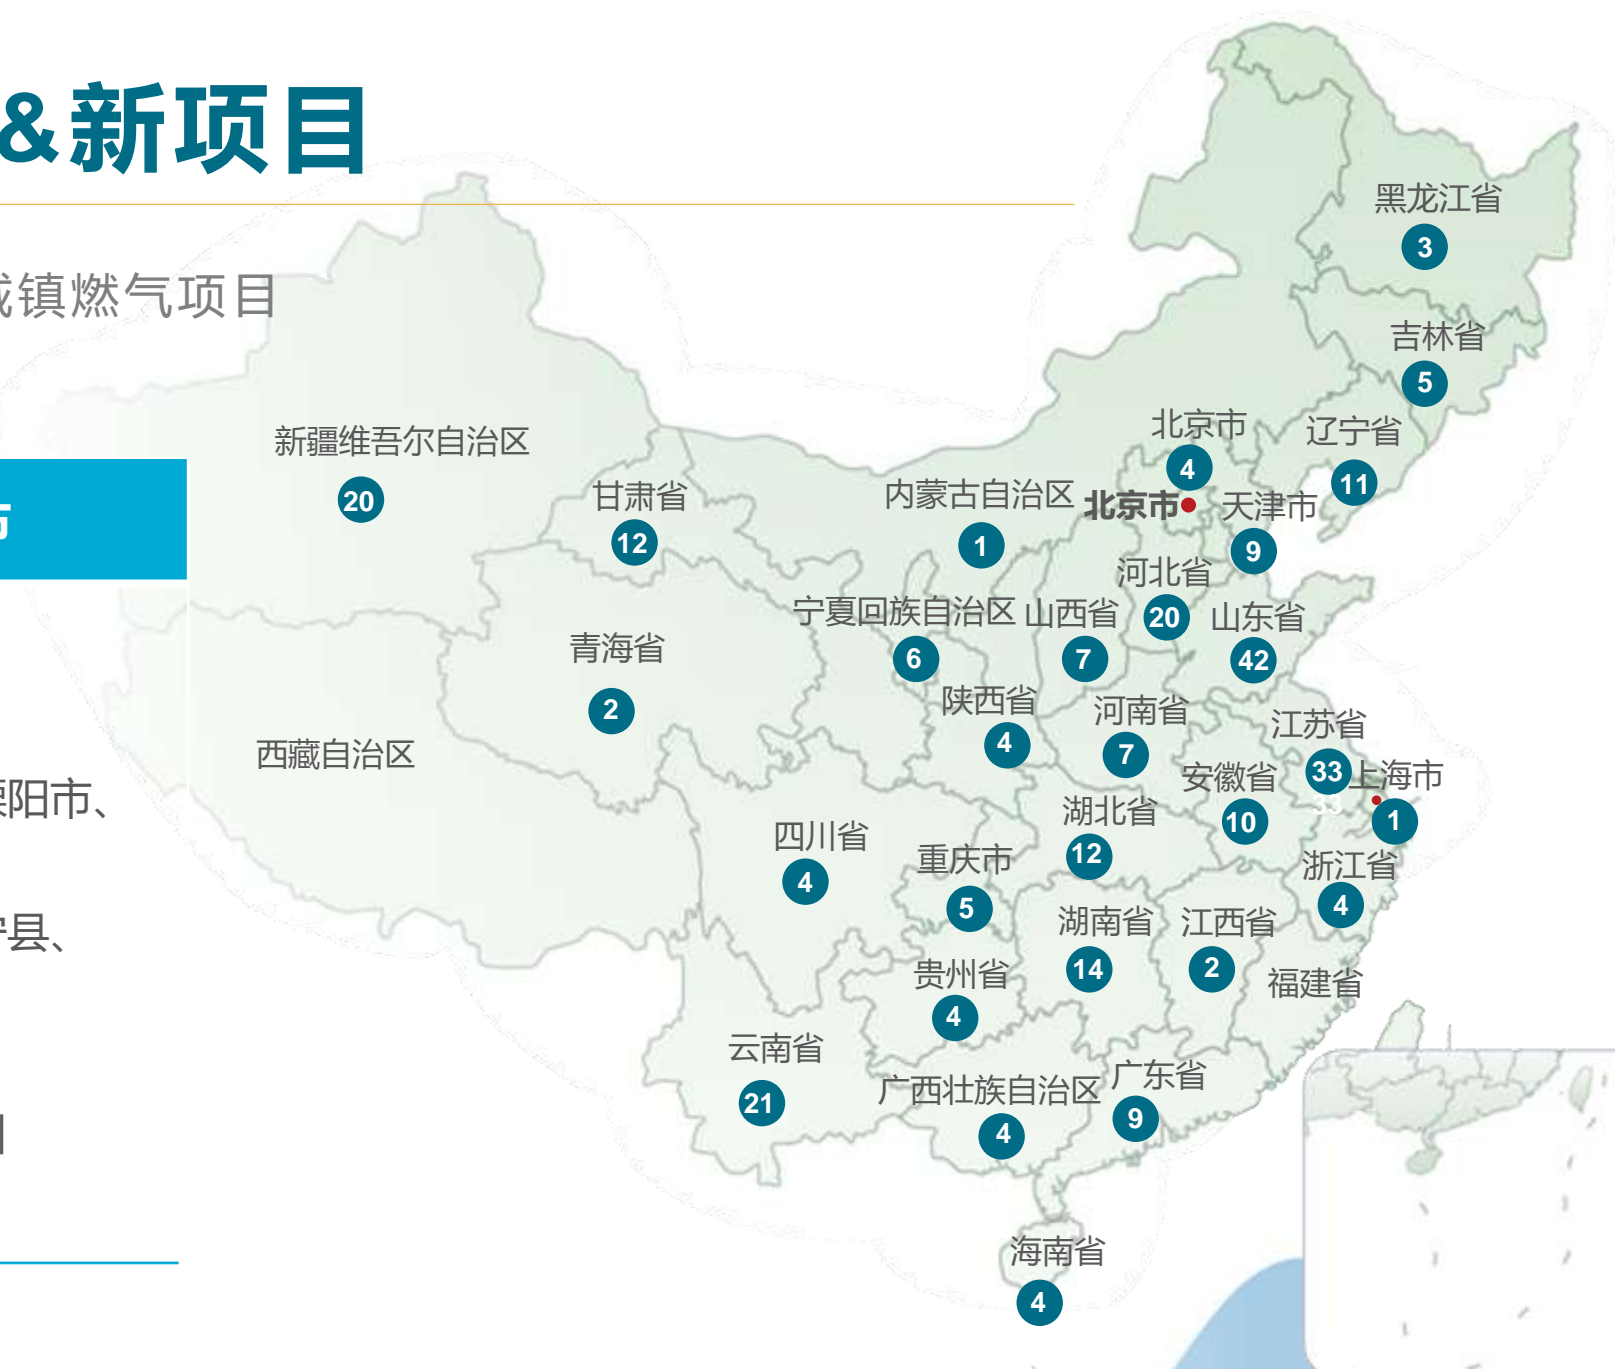 &新项目
城镇燃气项目
黑龙江省
3
吉林省
5
北京市
4
辽宁省
11
新疆维吾尔自治区
20
甘肃省
12
内蒙古自治区
1
北京市
天津市
9
河北省
20
宁夏回族自治区
6
山西省
7
山东省
42
青海省
2
陕西省
4
河南省
7
江苏省
33
33
上海市
1
西藏自治区
安徽省
10
溧阳市、
湖北省
12
四川省
4
重庆市
5
浙江省
4
湖南省
14
江西省
2
宁县、
贵州省
4
福建省
云南省
21
广西壮族自治区
4
广东省
9
海南省
4